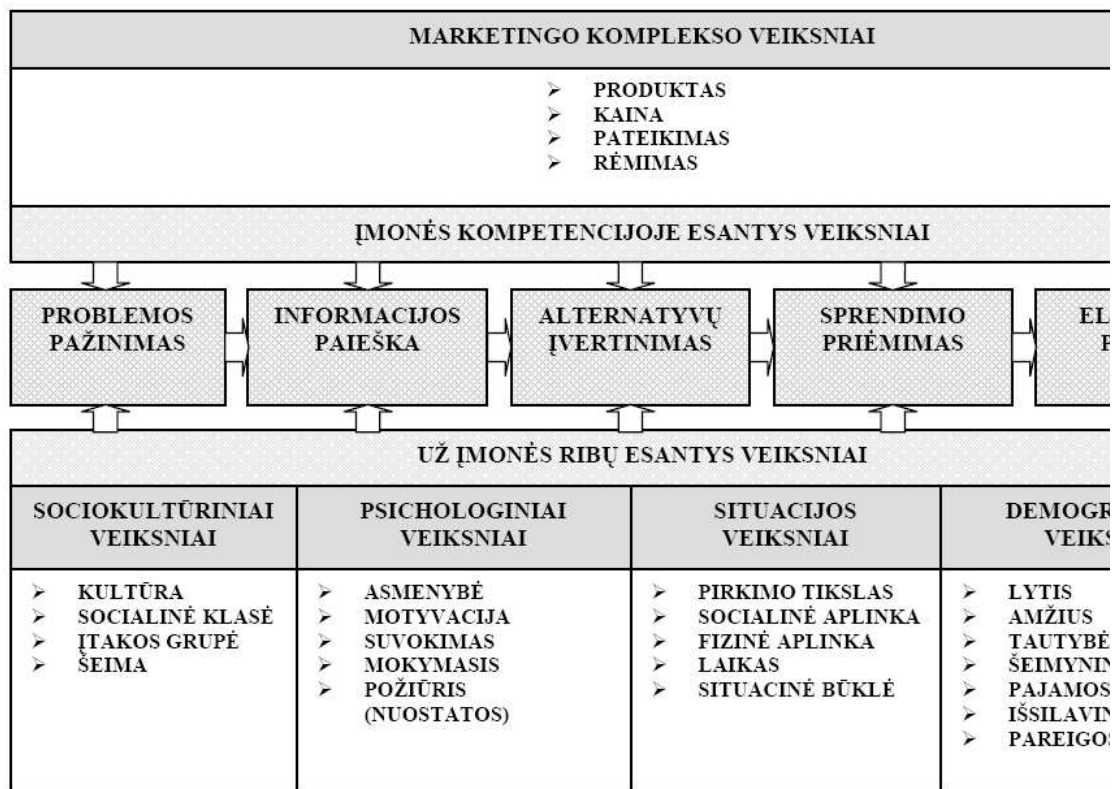 MARKETINGO KOMPLEKSO VEIKSNIAI
PRODUKTAS
KAINA
PATEIKIMAS
RĖMIMAS
ĮMONĖS KOMPETENCIJOJE ESANTYS VEIKSNIAI
PROBLEMOS
PAŽINIMAS
INFORMACIJOS
PAIEŠKA
ALTERNATYVŲ
ĮVERTINIMAS
SPRENDIMO
PRIĖMIMAS
UŽ ĮMONĖS RIBŲ ESANTYS VEIKSNIAI
SOCIOKULTŪRINIAI
VEIKSNIAI
KULTŪRA
SOCIALINĖ KLASĖ
ĮTAKOS GRUPĖ
ŠEIMA
PSICHOLOGINIAI
VEIKSNIAI
ASMENYBĖ
MOTYVACIJA
SUVOKIMAS
MOKYMASIS
POŽIŪRIS
(NUOSTATOS)
SITUACIJOS
VEIKSNIAI
PIRKIMO TIKSLAS
SOCIALINĖ APLINKA
FIZINĖ APLINKA
LAIKAS
SITUACINĖ BŪKLĖ
LYTIS
AMŽIUS
TAUTYBĖ
PAJAMOS